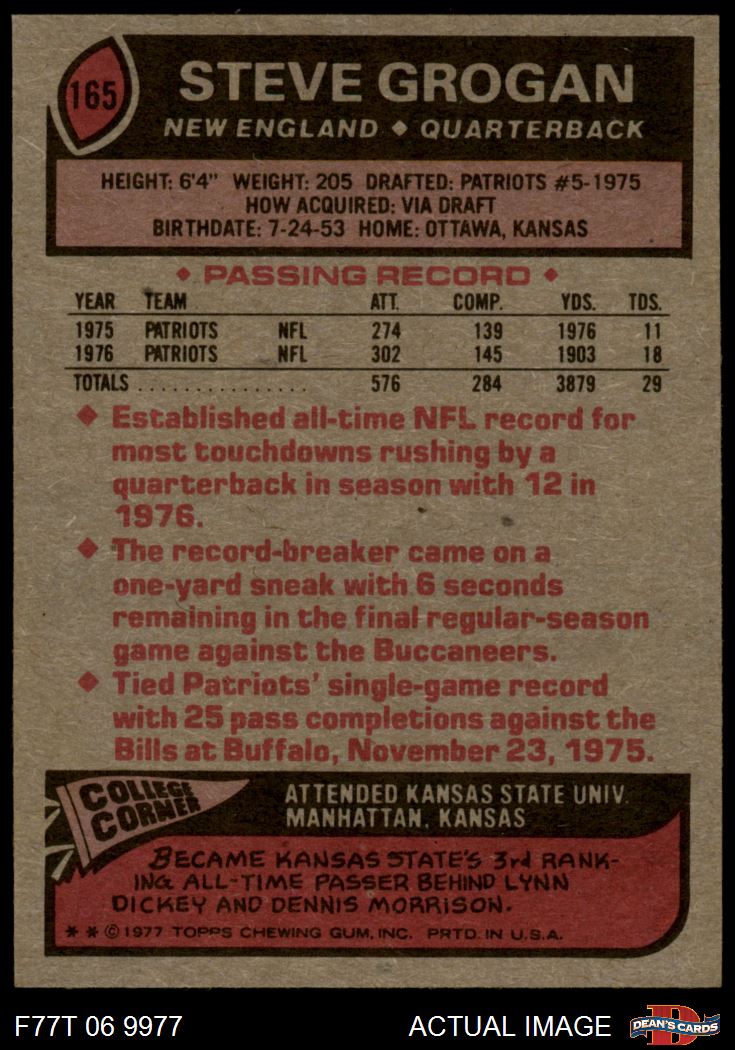 165
STEVE GROGAN
NEW ENGLAND ♦ QUARTERBACK
HEIGHT: 6'4" WEIGHT: 205 DRAFTED: PATRIOTS #5-1975
HOW ACQUIRED: VIA DRAFT
BIRTHDATE: 7-24-53 HOME: OTTAWA, KANSAS
♦ PASSING RECORD ♦
YEAR TEAM ATT. COMP. YDS. TDS.
1975 PATRIOTS NFL 274 139 1976 11
1976 PATRIOTS NFL 302 145 1903 18
TOTALS . . . . . . . . . . . . . . . 576 284 3879 29
♦ Established all-time NFL record for
most touchdowns rushing by a
quarterback in season with 12 in
1976.
♦ The record-breaker came on a
one-yard sneak with 6 seconds
remaining in the final regular-season
game against the Buccaneers.
♦ Tied Patriots' single-game record
with 25 pass completions against the
Bills at Buffalo, November 23, 1975.
COLLEGE
CORNER
ATTENDED KANSAS STATE UNIV.
MANHATTAN, KANSAS
BECAME KANSAS STATE'S 3rd RANK-
ING ALL-TIME PASSER BEHIND LYNN
DICKEY AND DENNIS MORRISON.
* * © 1977 TOPPS CHEWING GUM, INC. PRTD. IN U.S.A.
F77T 06 9977
ACTUAL IMAGE
D
DEAN'S CARDS